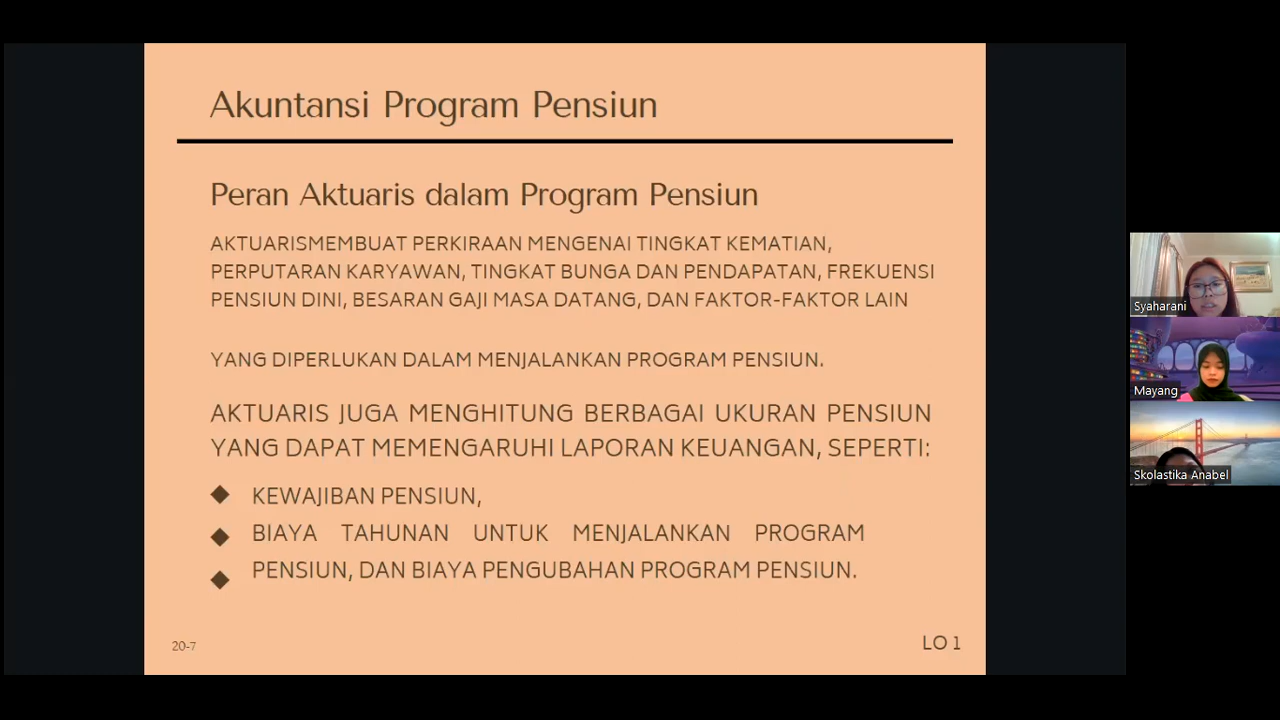 Akuntansi Program Pensiun
Peran Aktuaris dalam Program Pensiun
AKTUARISMEMBUAT PERKIRAAN MENGENAI TINGKAT KEMATIAN,
PERPUTARAN KARYAWAN, TINGKAT BUNGA DAN PENDAPATAN, FREKUENSI
PENSIUN DINI, BESARAN GAJI MASA DATANG, DAN FAKTOR-FAKTOR LAIN
YANG DIPERLUKAN DALAM MENJALANKAN PROGRAM PENSIUN.
AKTUARIS JUGA MENGHITUNG BERBAGAI UKURAN PENSIUN
YANG DAPAT MEMENGARUHI LAPORAN KEUANGAN, SEPERTI:
KEWAJIBAN PENSIUN,
BIAYA TAHUNAN UNTUK MENJALANKAN PROGRAM
PENSIUN, DAN BIAYA PENGUBAHAN PROGRAM PENSIUN.
20-7
LO 1
Syaharani
Mayang
Skolastika Anabel